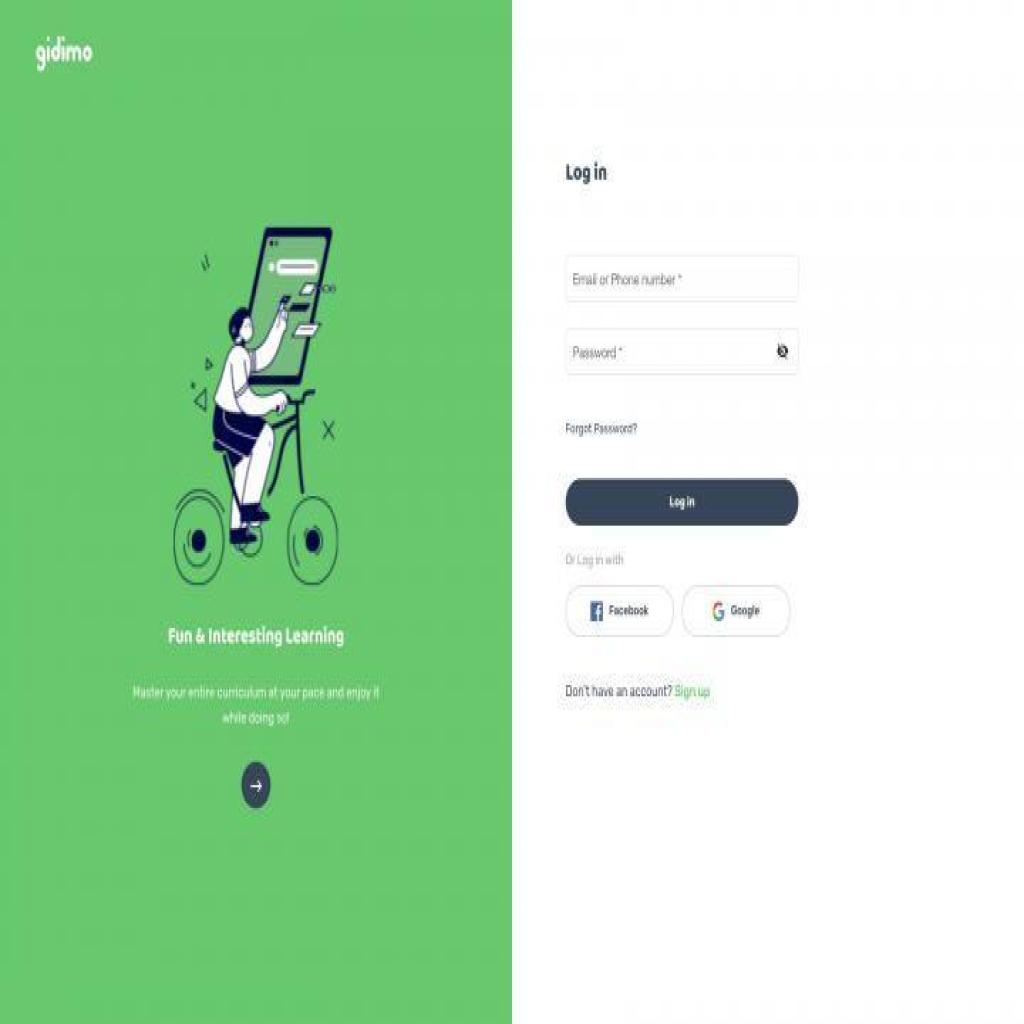 gidimo
Fun & Interesting Learning
Master your entire curriculum at your pace and enjoy it
while doing so!
Log in
Email or Phone number *
Password *
Forgot Password?
Log in
Or Log in with
Facebook
Google
Don't have an account? Sign up